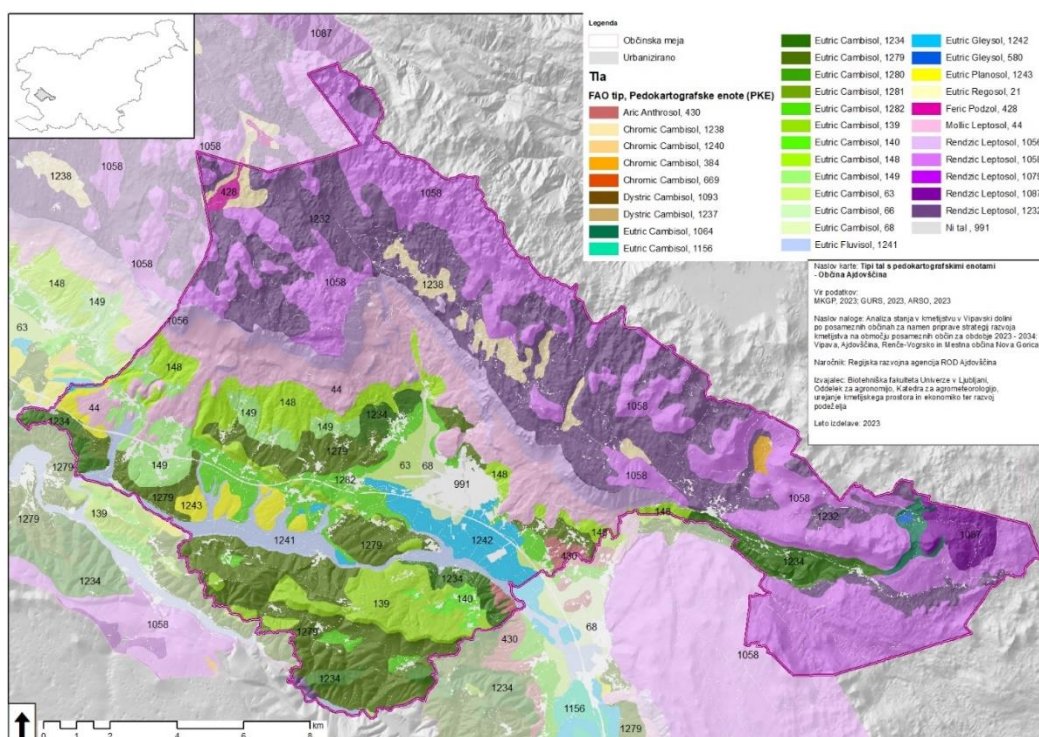 Legenda
Občinska meja
Urbanizirano
Tla
FAO tip, Pedokartografske enote (PKE)
Aric Anthrosol, 430
Chromic Cambisol, 1238
Chromic Cambisol, 1240
Chromic Cambisol, 384
Chromic Cambisol, 669
Dystric Cambisol, 1093
Dystric Cambisol, 1237
Eutric Cambisol, 1064
Eutric Cambisol, 1156
Eutric Cambisol, 1234
Eutric Cambisol, 1279
Eutric Cambisol, 1280
Eutric Cambisol, 1281
Eutric Cambisol, 1282
Eutric Cambisol, 139
Eutric Cambisol, 140
Eutric Cambisol, 148
Eutric Cambisol, 149
Eutric Cambisol, 63
Eutric Cambisol, 66
Eutric Cambisol, 68
Eutric Fluvisol, 1241
Eutric Gleysol, 1242
Eutric Gleysol, 580
Eutric Planosol, 1243
Eutric Regosol, 21
Feric Podzol, 428
Mollic Leptosol, 44
Rendzic Leptosol, 1056
Rendzic Leptosol, 1058
Rendzic Leptosol, 1079
Rendzic Leptosol, 1087
Rendzic Leptosol, 1232
Ni tal , 991
Naslov karte: Tipi tal s pedokartografskimi enotami
- Občina Ajdovščina
Vir podatkov:
MKGP, 2023; GURS, 2023, ARSO, 2023
Naslov naloge: Analiza stanja v kmetijstvu v Vipavski dolini
po posameznih občinah za namen priprave strategij razvoja
kmetijstva na območju posameznih občin za obdobje 2023 - 2034:
Vipava, Ajdovščina, Renče-Vogrsko in Mestna občina Nova Gorica
Naročnik: Regijska razvojna agencija ROD Ajdovščina
Izvajalec: Biotehniška fakulteta Univerze v Ljubljani,
Oddelek za agronomijo, Katedra za agrometeorologijo,
urejanje kmetijskega prostora in ekonomiko ter razvoj
podeželja
Leto izdelave: 2023
1087
1058
1238
428
1058
1232
1058
1058
1238
148
149
1056
63
148
44
44
148
149
1234
149
1058
1234
1279
1279
149
1282
63
68
991
148
1058
1279
1243
1058
1232
1279
139
1241
1279
1242
148
430
148
1087
1234
1234
1234
139
140
1058
1279
430
68
1058
1234
1234
1156
1279
0
2
4
6
8
km